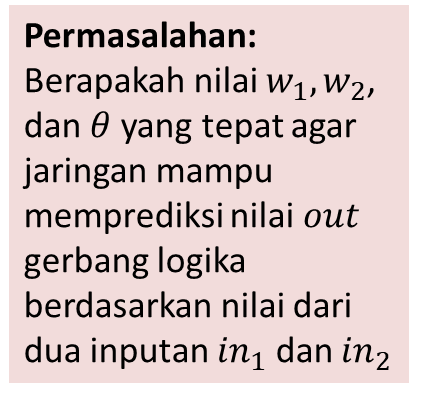 Permasalahan:
Berapakah nilai 𝑤₁, 𝑤₂,
dan 𝜃 yang tepat agar
jaringan mampu
memprediksi nilai 𝑜𝑢𝑡
gerbang logika
berdasarkan nilai dari
dua inputan 𝑖𝑛₁ dan 𝑖𝑛₂